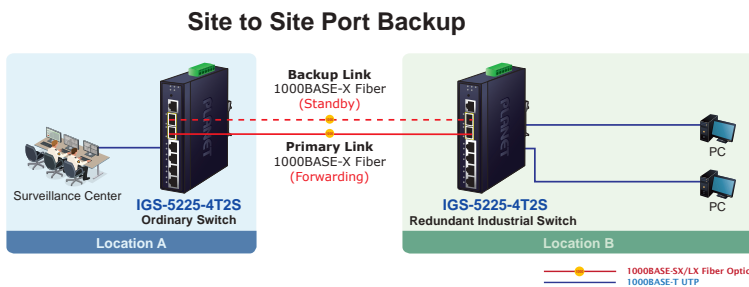 Site to Site Port Backup
Backup Link
1000BASE-X Fiber
(Standby)
Primary Link
1000BASE-X Fiber
(Forwarding)
PLANET
PLANET
Surveillance Center
IGS-5225-4T2S
Ordinary Switch
IGS-5225-4T2S
Redundant Industrial Switch
PC
PC
Location A
Location B
1000BASE-SX/LX Fiber Optic
1000BASE-T UTP